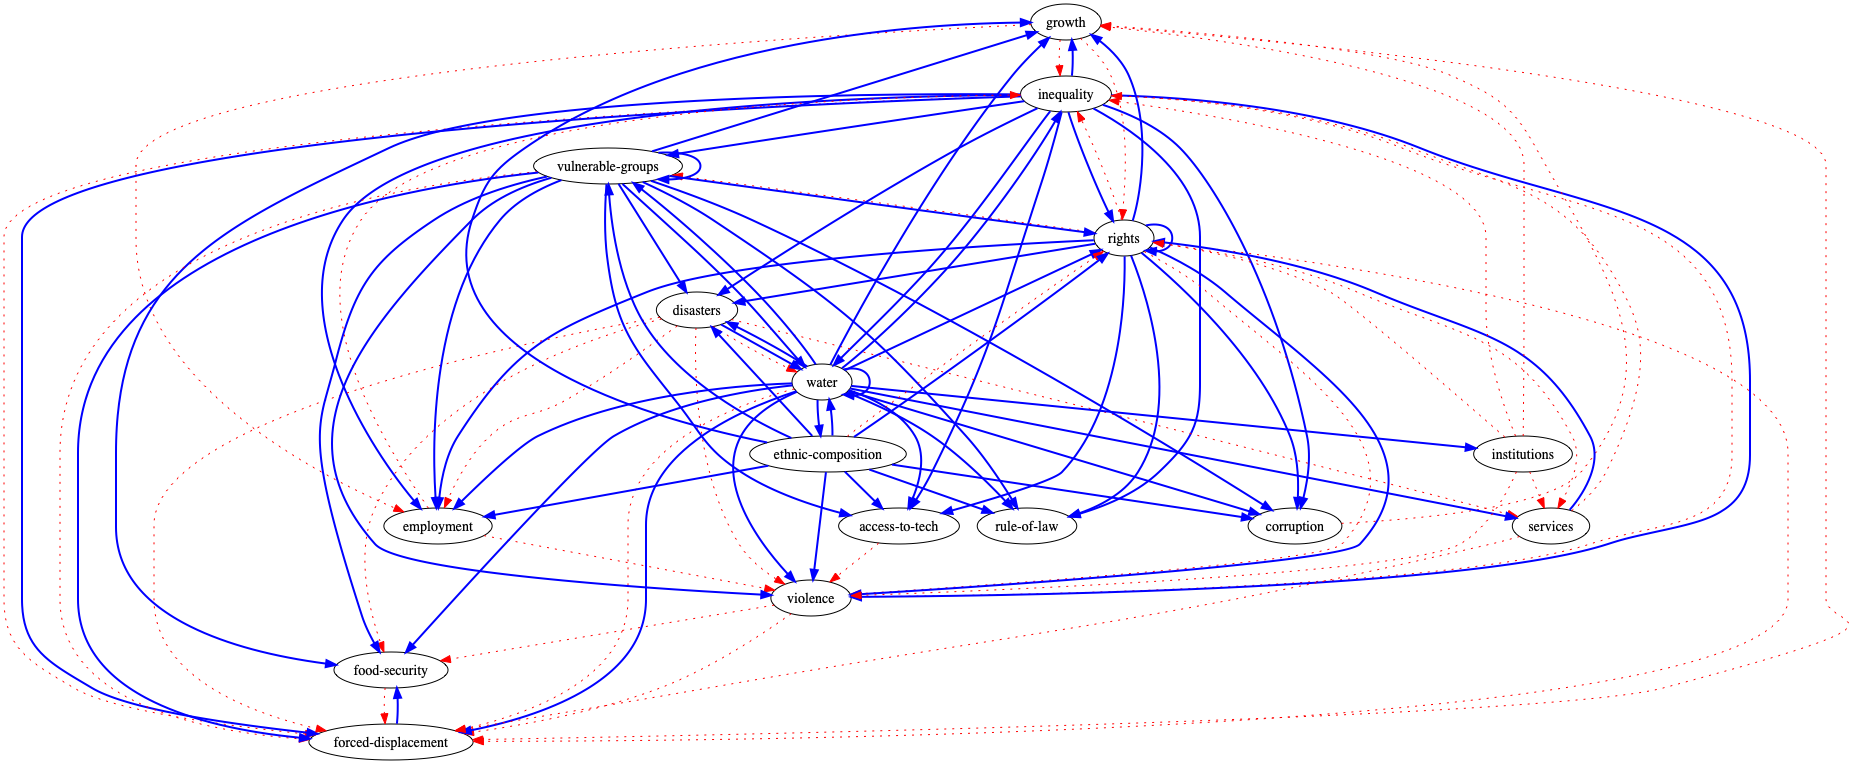 growth
inequality
vulnerable-groups
rights
disasters
water
ethnic-composition
institutions
employment
access-to-tech
rule-of-law
corruption
services
violence
food-security
forced-displacement